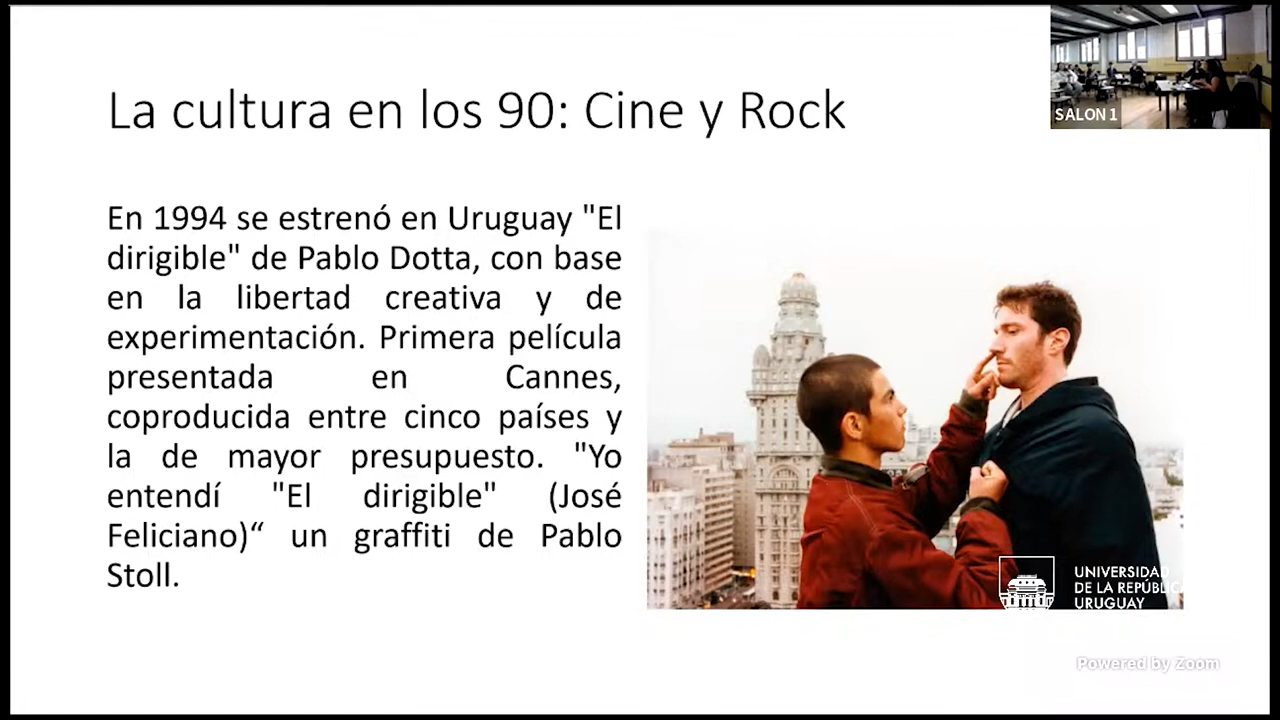 La cultura en los 90: Cine y Rock
SALON 1
En 1994 se estrenó en Uruguay "El
dirigible" de Pablo Dotta, con base
en la libertad creativa y de
experimentación. Primera película
presentada en Cannes,
coproducida entre cinco países y
la de mayor presupuesto. "Yo
entendí "El dirigible" (José
Feliciano)“ un graffiti de Pablo
Stoll.
UNIVERSIDAD
DE LA REPÚBLICA
URUGUAY
Powered by Zoom